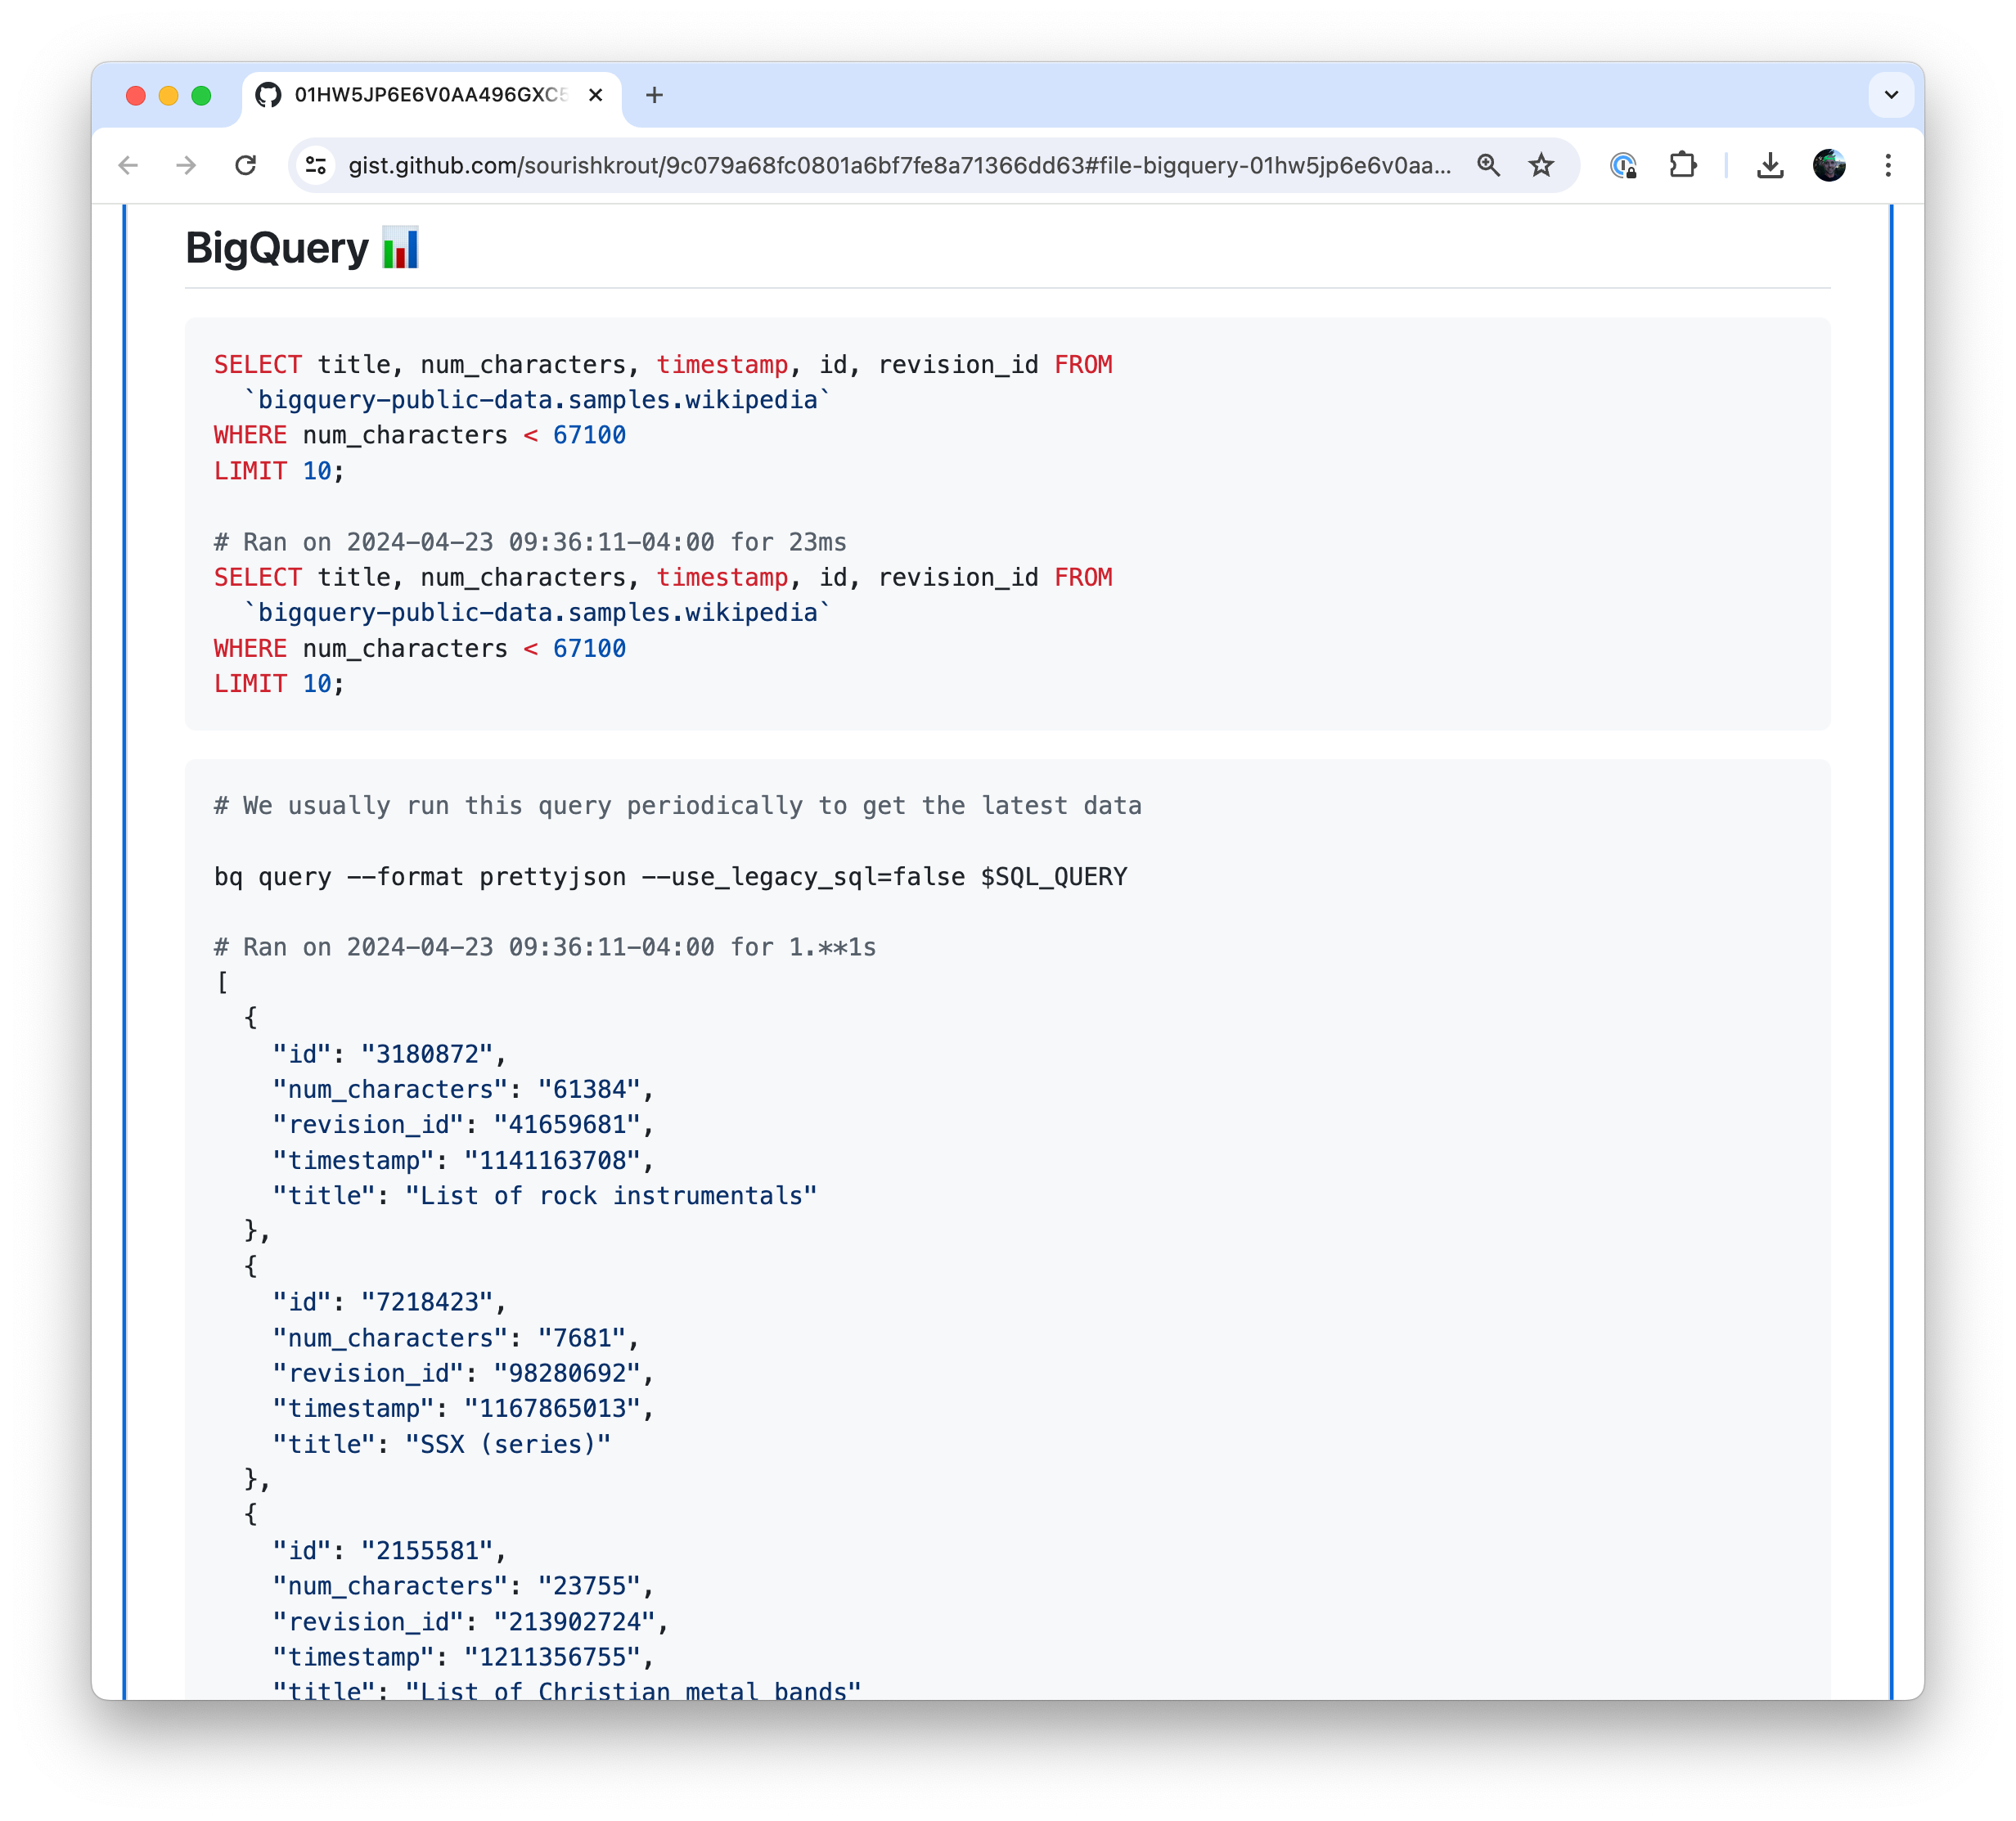 01HW5JP6E6V0AA496GXC5
gist.github.com/sourishkrout/9c079a68fc0801a6bf7fe8a71366dd63#file-bigquery-01hw5jp6e6v0aa...
BigQuery 📊
SELECT title, num_characters, timestamp, id, revision_id FROM
  `bigquery-public-data.samples.wikipedia`
WHERE num_characters < 67100
LIMIT 10;
# Ran on 2024-04-23 09:36:11-04:00 for 23ms
SELECT title, num_characters, timestamp, id, revision_id FROM
  `bigquery-public-data.samples.wikipedia`
WHERE num_characters < 67100
LIMIT 10;
# We usually run this query periodically to get the latest data
bq query --format prettyjson --use_legacy_sql=false $SQL_QUERY
# Ran on 2024-04-23 09:36:11-04:00 for 1.**1s
[
  {
    "id": "3180872",
    "num_characters": "61384",
    "revision_id": "41659681",
    "timestamp": "1141163708",
    "title": "List of rock instrumentals"
  },
  {
    "id": "7218423",
    "num_characters": "7681",
    "revision_id": "98280692",
    "timestamp": "1167865013",
    "title": "SSX (series)"
  },
  {
    "id": "2155581",
    "num_characters": "23755",
    "revision_id": "213902724",
    "timestamp": "1211356755",
    "title": "List of Christian metal bands"